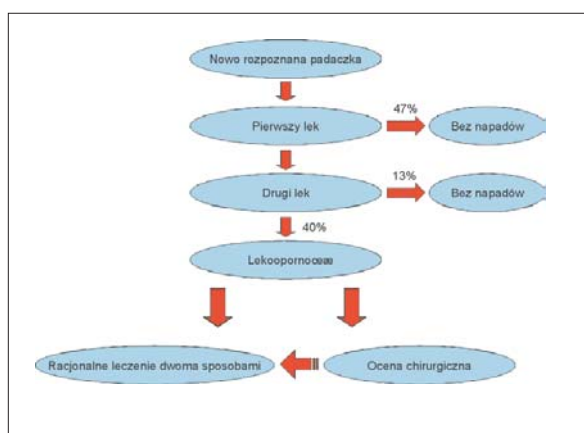 Nowo rozpoznana padaczka
47%
Pierwszy lek
Bez napadów
13%
Drugi lek
Bez napadów
40%
Lekoopornoœæ
Racjonalne leczenie dwoma sposobami
Ocena chirurgiczna